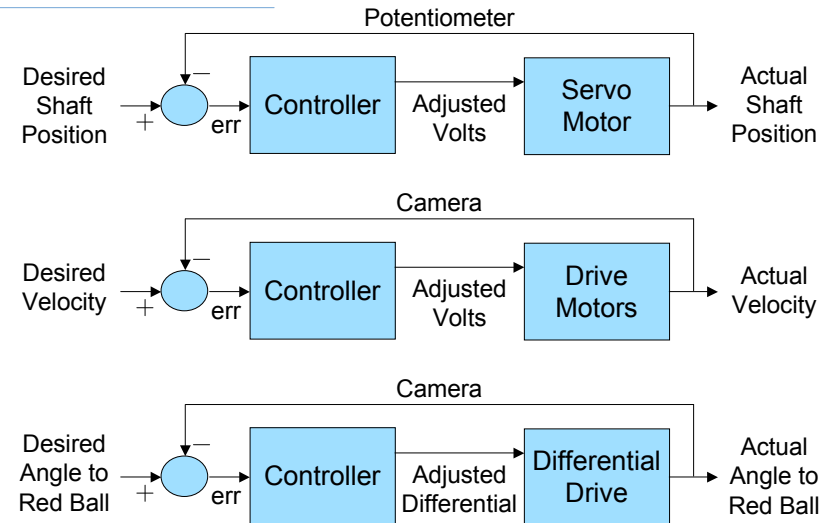 Potentiometer
Desired
Shaft
Position
+
−
err
Controller
Adjusted
Volts
Servo
Motor
Actual
Shaft
Position
Camera
Desired
Velocity
+
−
err
Controller
Adjusted
Volts
Drive
Motors
Actual
Velocity
Camera
Desired
Angle to
Red Ball
+
−
err
Controller
Adjusted
Differential
Differential
Drive
Actual
Angle to
Red Ball